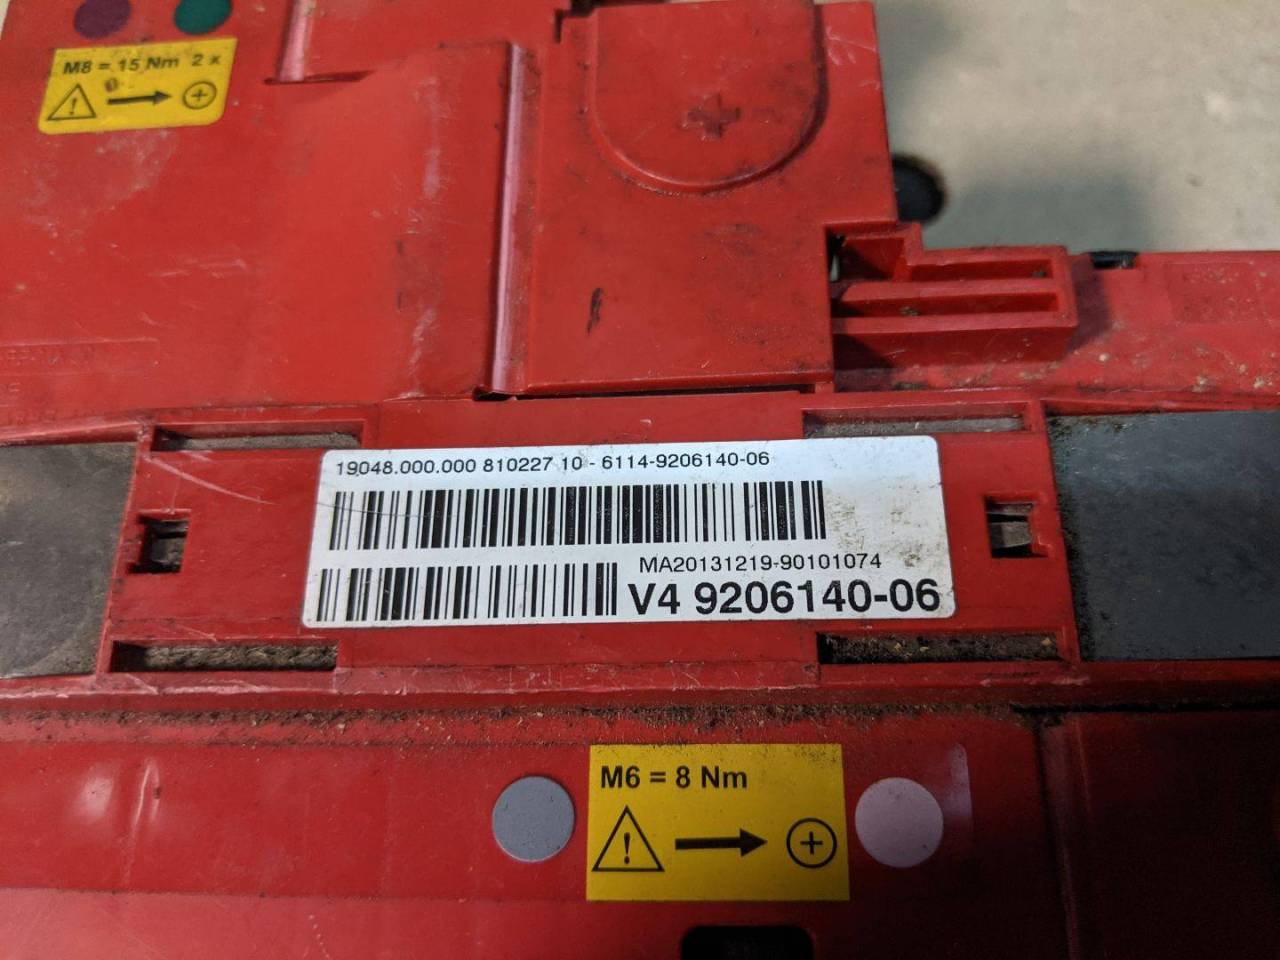 M8 = 15 Nm 2 x
19048.000.000 810227 10 - 6114-9206140-06
MA20131219-90101074
V4 9206140-06
M6 = 8 Nm